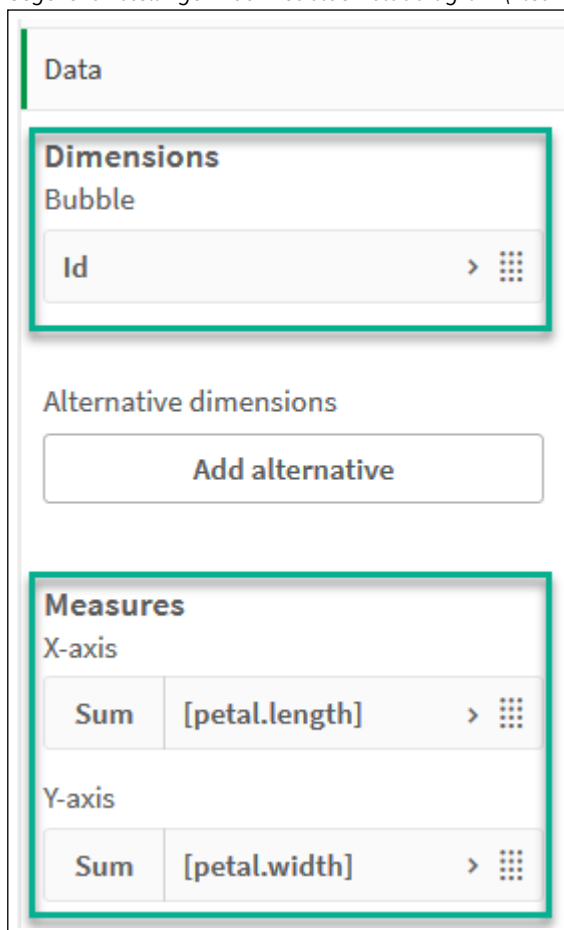 Data
Dimensions
Bubble
Id
Alternative dimensions
Add alternative
Measures
X-axis
Sum [petal.length]
Y-axis
Sum [petal.width]